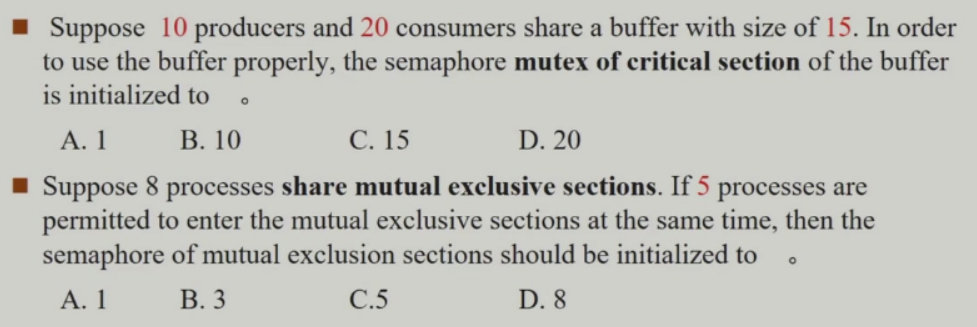 ■ Suppose 10 producers and 20 consumers share a buffer with size of 15. In order
to use the buffer properly, the semaphore mutex of critical section of the buffer
is initialized to 。
A. 1 B. 10 C. 15 D. 20
■ Suppose 8 processes share mutual exclusive sections. If 5 processes are
permitted to enter the mutual exclusive sections at the same time, then the
semaphore of mutual exclusion sections should be initialized to 。
A. 1 B. 3 C.5 D. 8